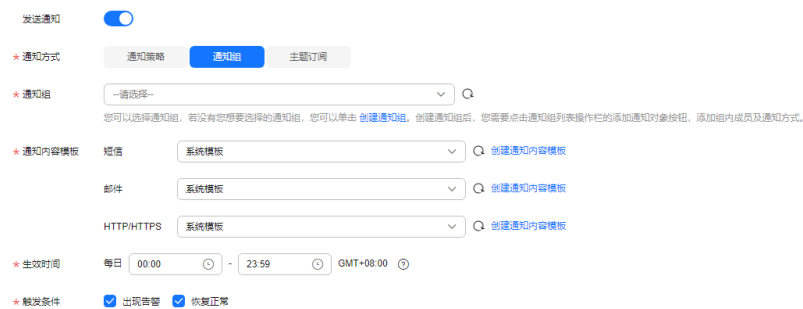 发送通知
* 通知方式 通知策略 通知组 主题订阅
* 通知组 --请选择--
您可以选择通知组，若没有您想要选择的通知组，您可以单击 创建通知组。创建通知组后，您需要点击通知组列表操作栏的添加通知对象按钮，添加组内成员及通知方式。
* 通知内容模板 短信 系统模板 创建通知内容模板
邮件 系统模板 创建通知内容模板
HTTP/HTTPS 系统模板 创建通知内容模板
* 生效时间 每日 00:00 - 23:59 GMT+08:00 ?
* 触发条件 出现告警 恢复正常